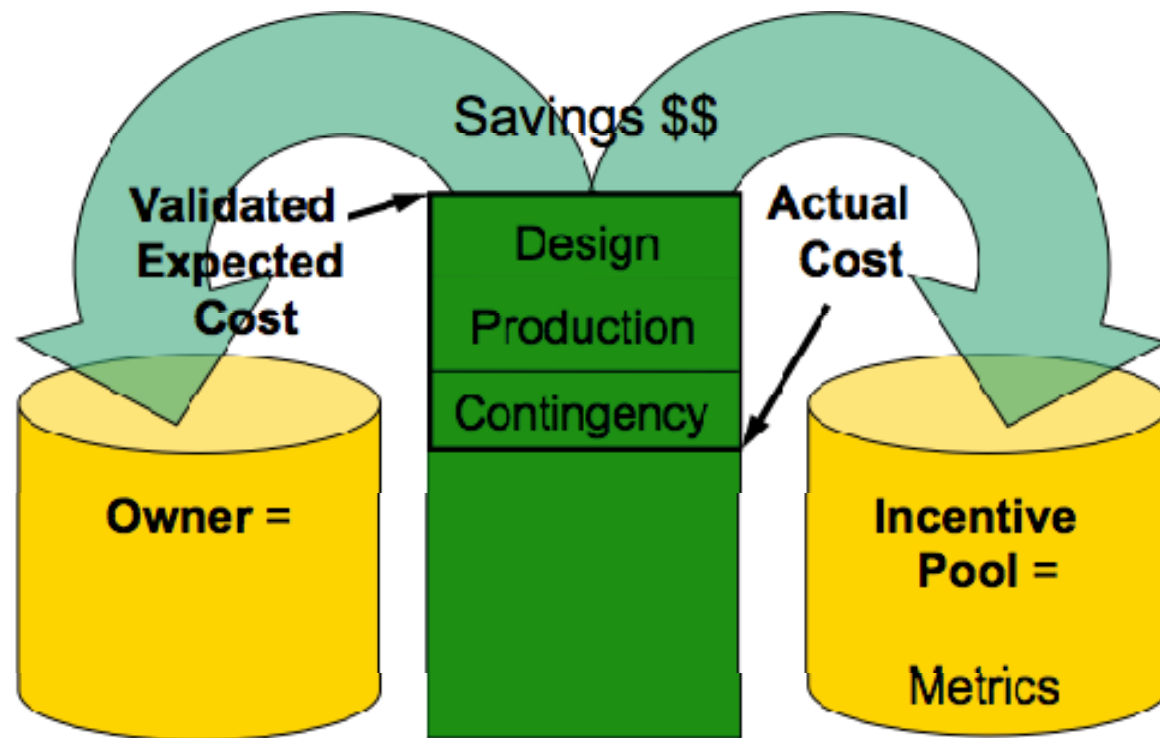 Savings $$
Validated
Expected
Cost
Actual
Cost
Design
Production
Contingency
Owner =
Incentive
Pool =
Metrics